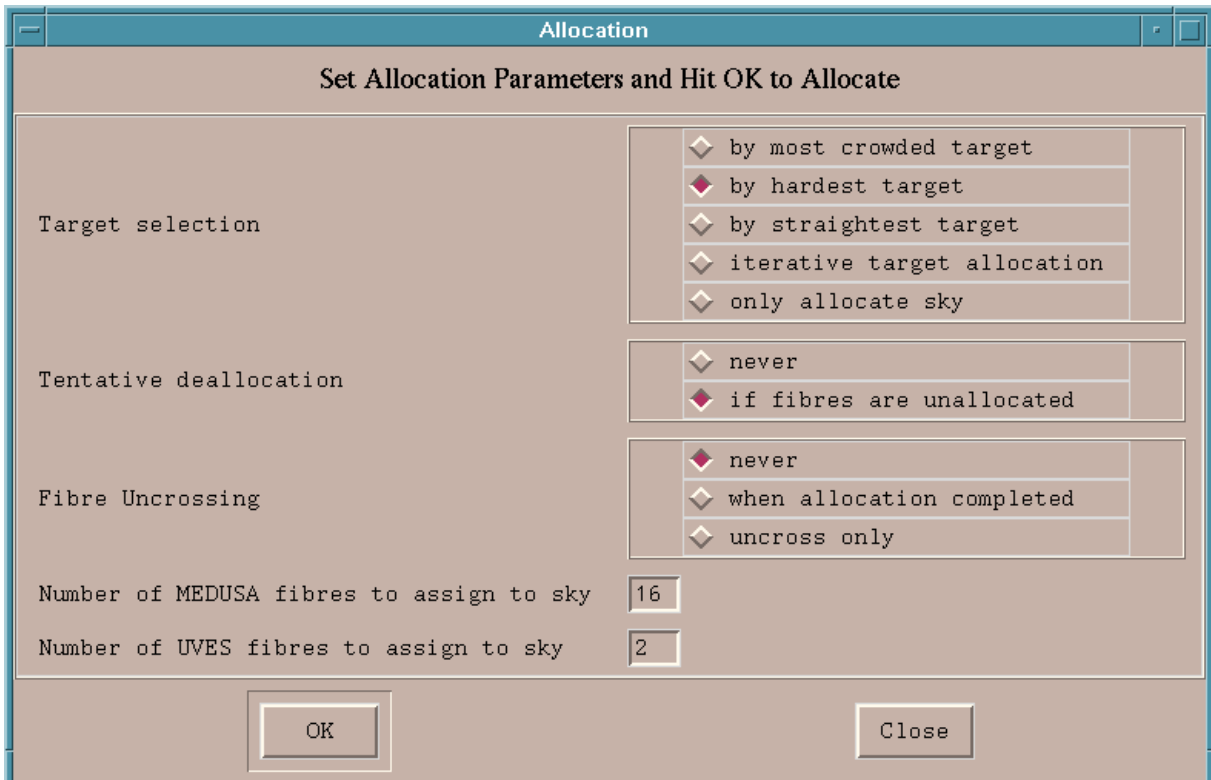 Allocation
Set Allocation Parameters and Hit OK to Allocate
Target selection
by most crowded target
by hardest target
by straightest target
iterative target allocation
only allocate sky
Tentative deallocation
never
if fibres are unallocated
Fibre Uncrossing
never
when allocation completed
uncross only
Number of MEDUSA fibres to assign to sky 16
Number of UVES fibres to assign to sky 2
OK Close